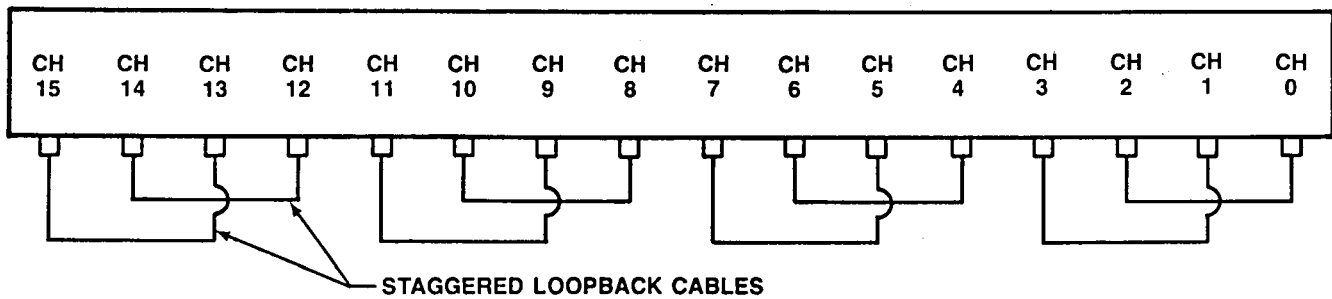 CH CH CH CH CH CH CH CH CH CH CH CH CH CH CH CH
15 14 13 12 11 10 9 8 7 6 5 4 3 2 1 0
STAGGERED LOOPBACK CABLES